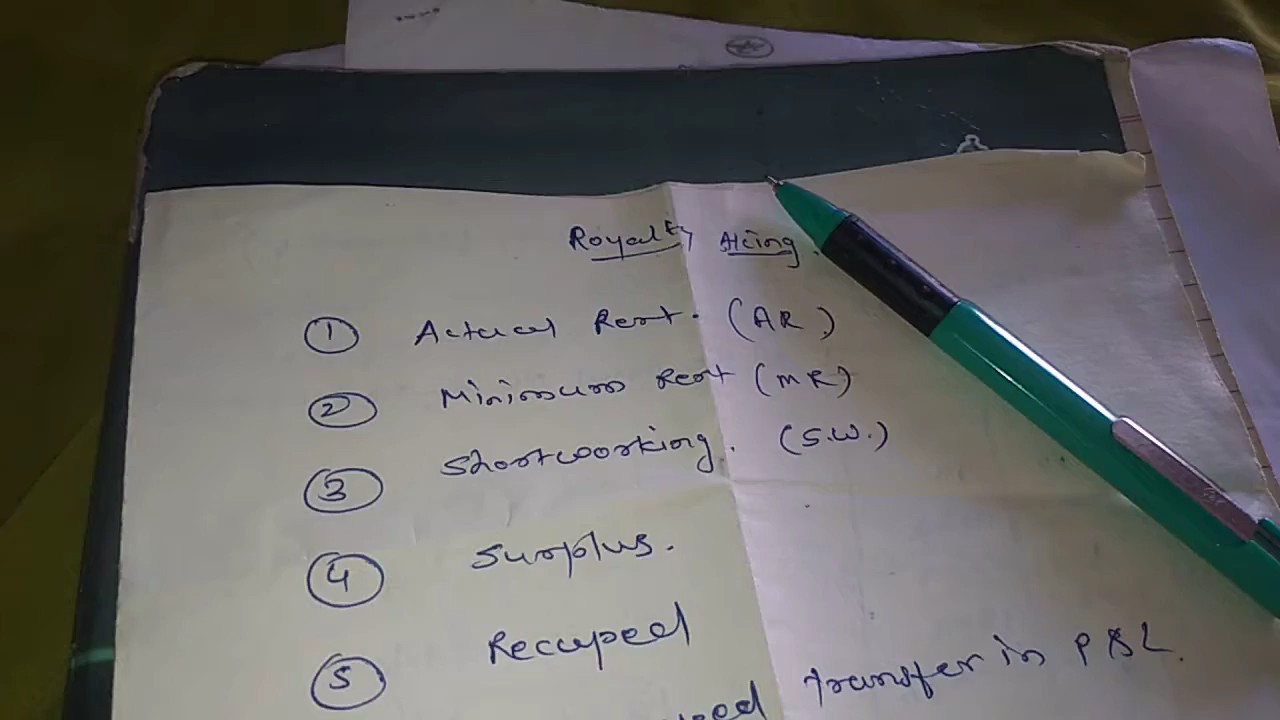 Royalty A/cing.
① Actual Rent. (AR)
② Minimum Rent (MR)
③ Shortworking. (S.W.)
④ Surplus.
⑤ Recouped
transfer in P&L.